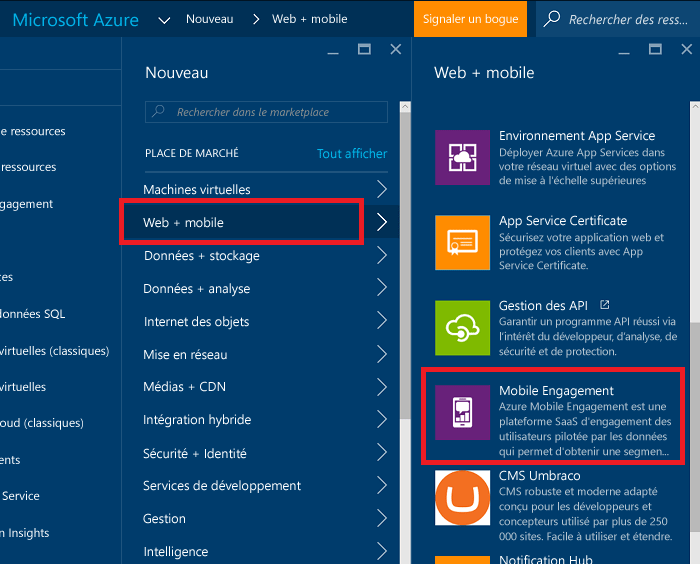 Microsoft Azure
Nouveau
Web + mobile
Signaler un bogue
Rechercher des ress...
e ressources
ressources
ngagement
ces
données SQL
virtuelles (classiques)
virtuelles
oud (classiques)
ents
Service
n Insights
Nouveau
Rechercher dans le marketplace
PLACE DE MARCHÉ
Tout afficher
Machines virtuelles
Web + mobile
Données + stockage
Données + analyse
Internet des objets
Mise en réseau
Médias + CDN
Intégration hybride
Sécurité + Identité
Services de développement
Gestion
Intelligence
Web + mobile
Environnement App Service
Déployer Azure App Services dans
votre réseau virtuel avec des options
de mise à l'échelle supérieures
App Service Certificate
Sécurisez votre application web et
protégez vos clients avec App
Service Certificate.
Gestion des API
Garantir un programme API réussi via
l'intérêt du développeur, d'analyse, de
sécurité et de protection.
Mobile Engagement
Azure Mobile Engagement est une
plateforme SaaS d'engagement des
utilisateurs pilotée par les données
qui permet d'obtenir une segmen...
CMS Umbraco
CMS robuste et moderne adapté
conçu pour les développeurs et
concepteurs utilisé par plus de 250
000 sites. Facile à utiliser et étendre.
Notification Hub